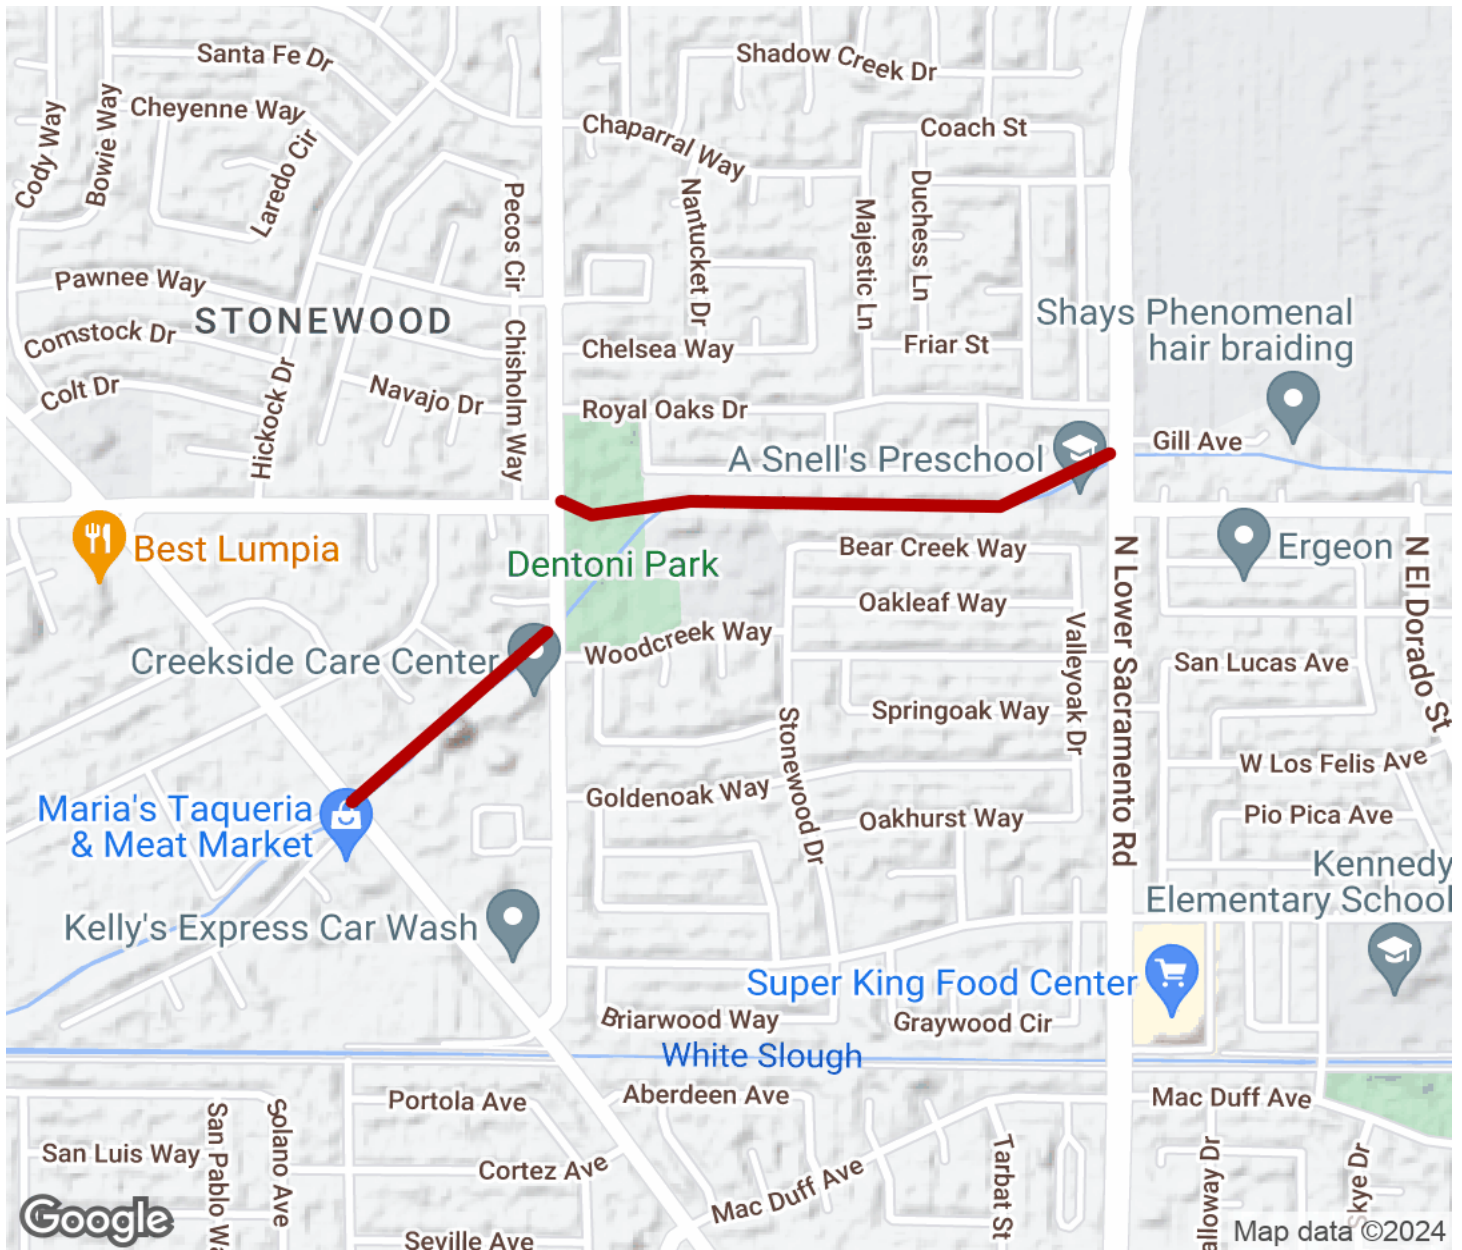 Santa Fe Dr
Shadow Creek Dr
Cheyenne Way
Cody Way
Bowie Way
Laredo Cir
Chaparral Way
Coach St
Pecos Cir
Nantucket Dr
Majestic Ln
Duchess Ln
Pawnee Way
STONEWOOD
Shays Phenomenal
hair braiding
Comstock Dr
Chelsea Way
Friar St
Colt Dr
Hickock Dr
Navajo Dr
Chisholm Way
Royal Oaks Dr
A Snell's Preschool
Gill Ave
Best Lumpia
Dentoni Park
Bear Creek Way
Ergeon
N Lower Sacramento Rd
N El Dorado St
Oakleaf Way
Creekside Care Center
Woodcreek Way
Valleyoak Dr
San Lucas Ave
Springoak Way
Stonewood Dr
W Los Felis Ave
Maria's Taqueria
& Meat Market
Goldenoak Way
Oakhurst Way
Pio Pica Ave
Kennedy
Elementary School
Kelly's Express Car Wash
Super King Food Center
Briarwood Way
Graywood Cir
White Slough
Portola Ave
Aberdeen Ave
Mac Duff Ave
San Luis Way
San Pablo Wa
Solano Ave
Cortez Ave
Mac Duff Ave
Tarbat St
alloway Dr
Skye Dr
Seville Ave
Google
Map data ©2024